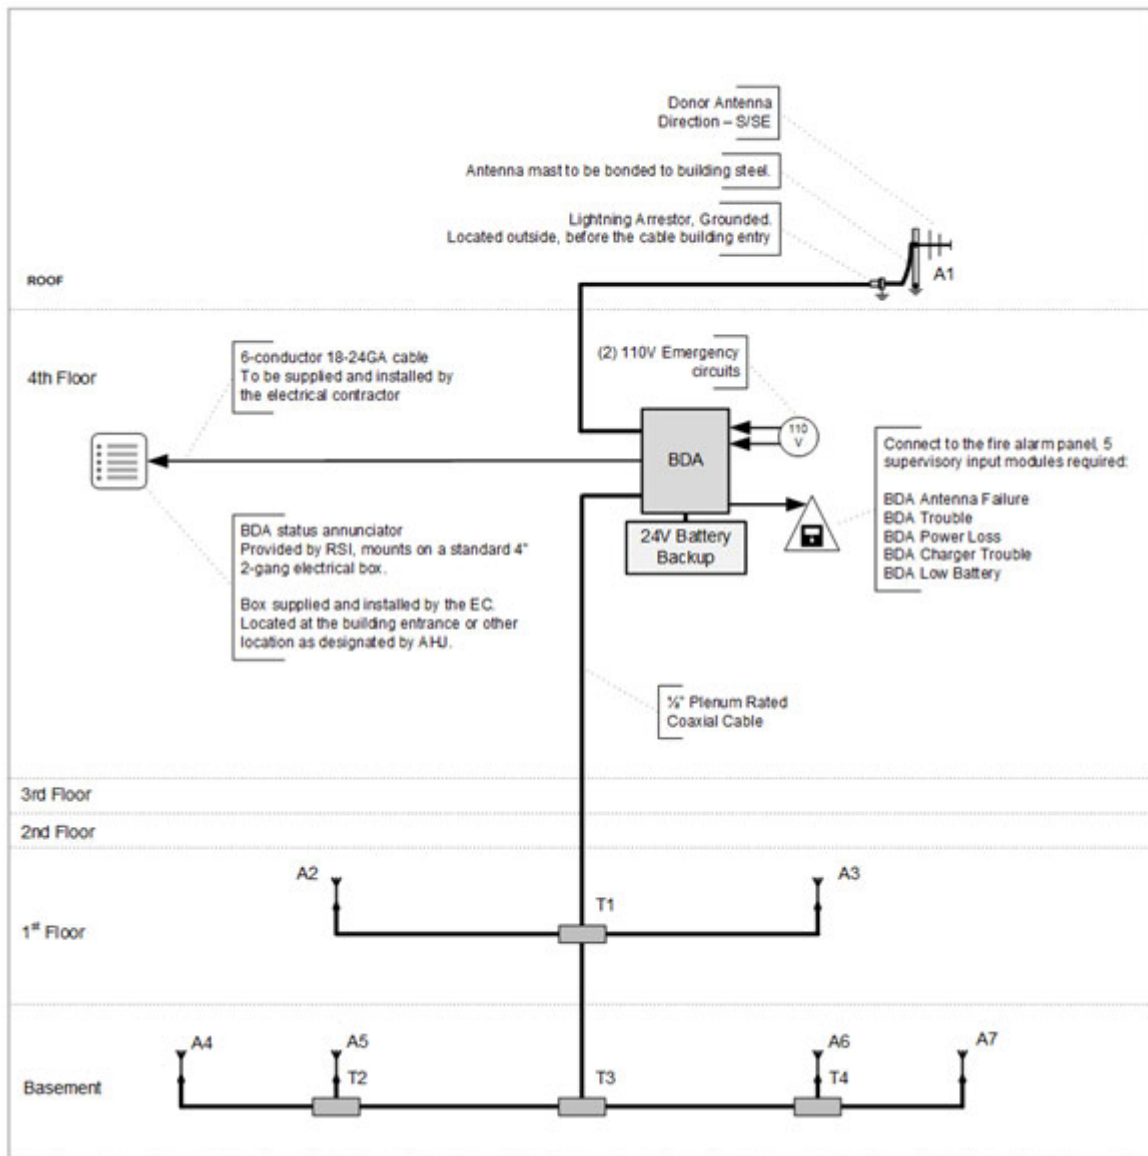 Donor Antenna
Direction – S/SE
Antenna mast to be bonded to building steel.
Lightning Arrestor, Grounded.
Located outside, before the cable building entry
A1
ROOF
4th Floor
6-conductor 18-24GA cable
To be supplied and installed by
the electrical contractor
(2) 110V Emergency
circuits
110
V
BDA
24V Battery
Backup
Connect to the fire alarm panel, 5
supervisory input modules required:
BDA Antenna Failure
BDA Trouble
BDA Power Loss
BDA Charger Trouble
BDA Low Battery
BDA status annunciator
Provided by RSI, mounts on a standard 4"
2-gang electrical box.
Box supplied and installed by the EC.
Located at the building entrance or other
location as designated by AHJ.
Plenum Rated
Coaxial Cable
3rd Floor
2nd Floor
A2
A3
T1
1st Floor
A4
A5
A6
A7
T2
T3
T4
Basement